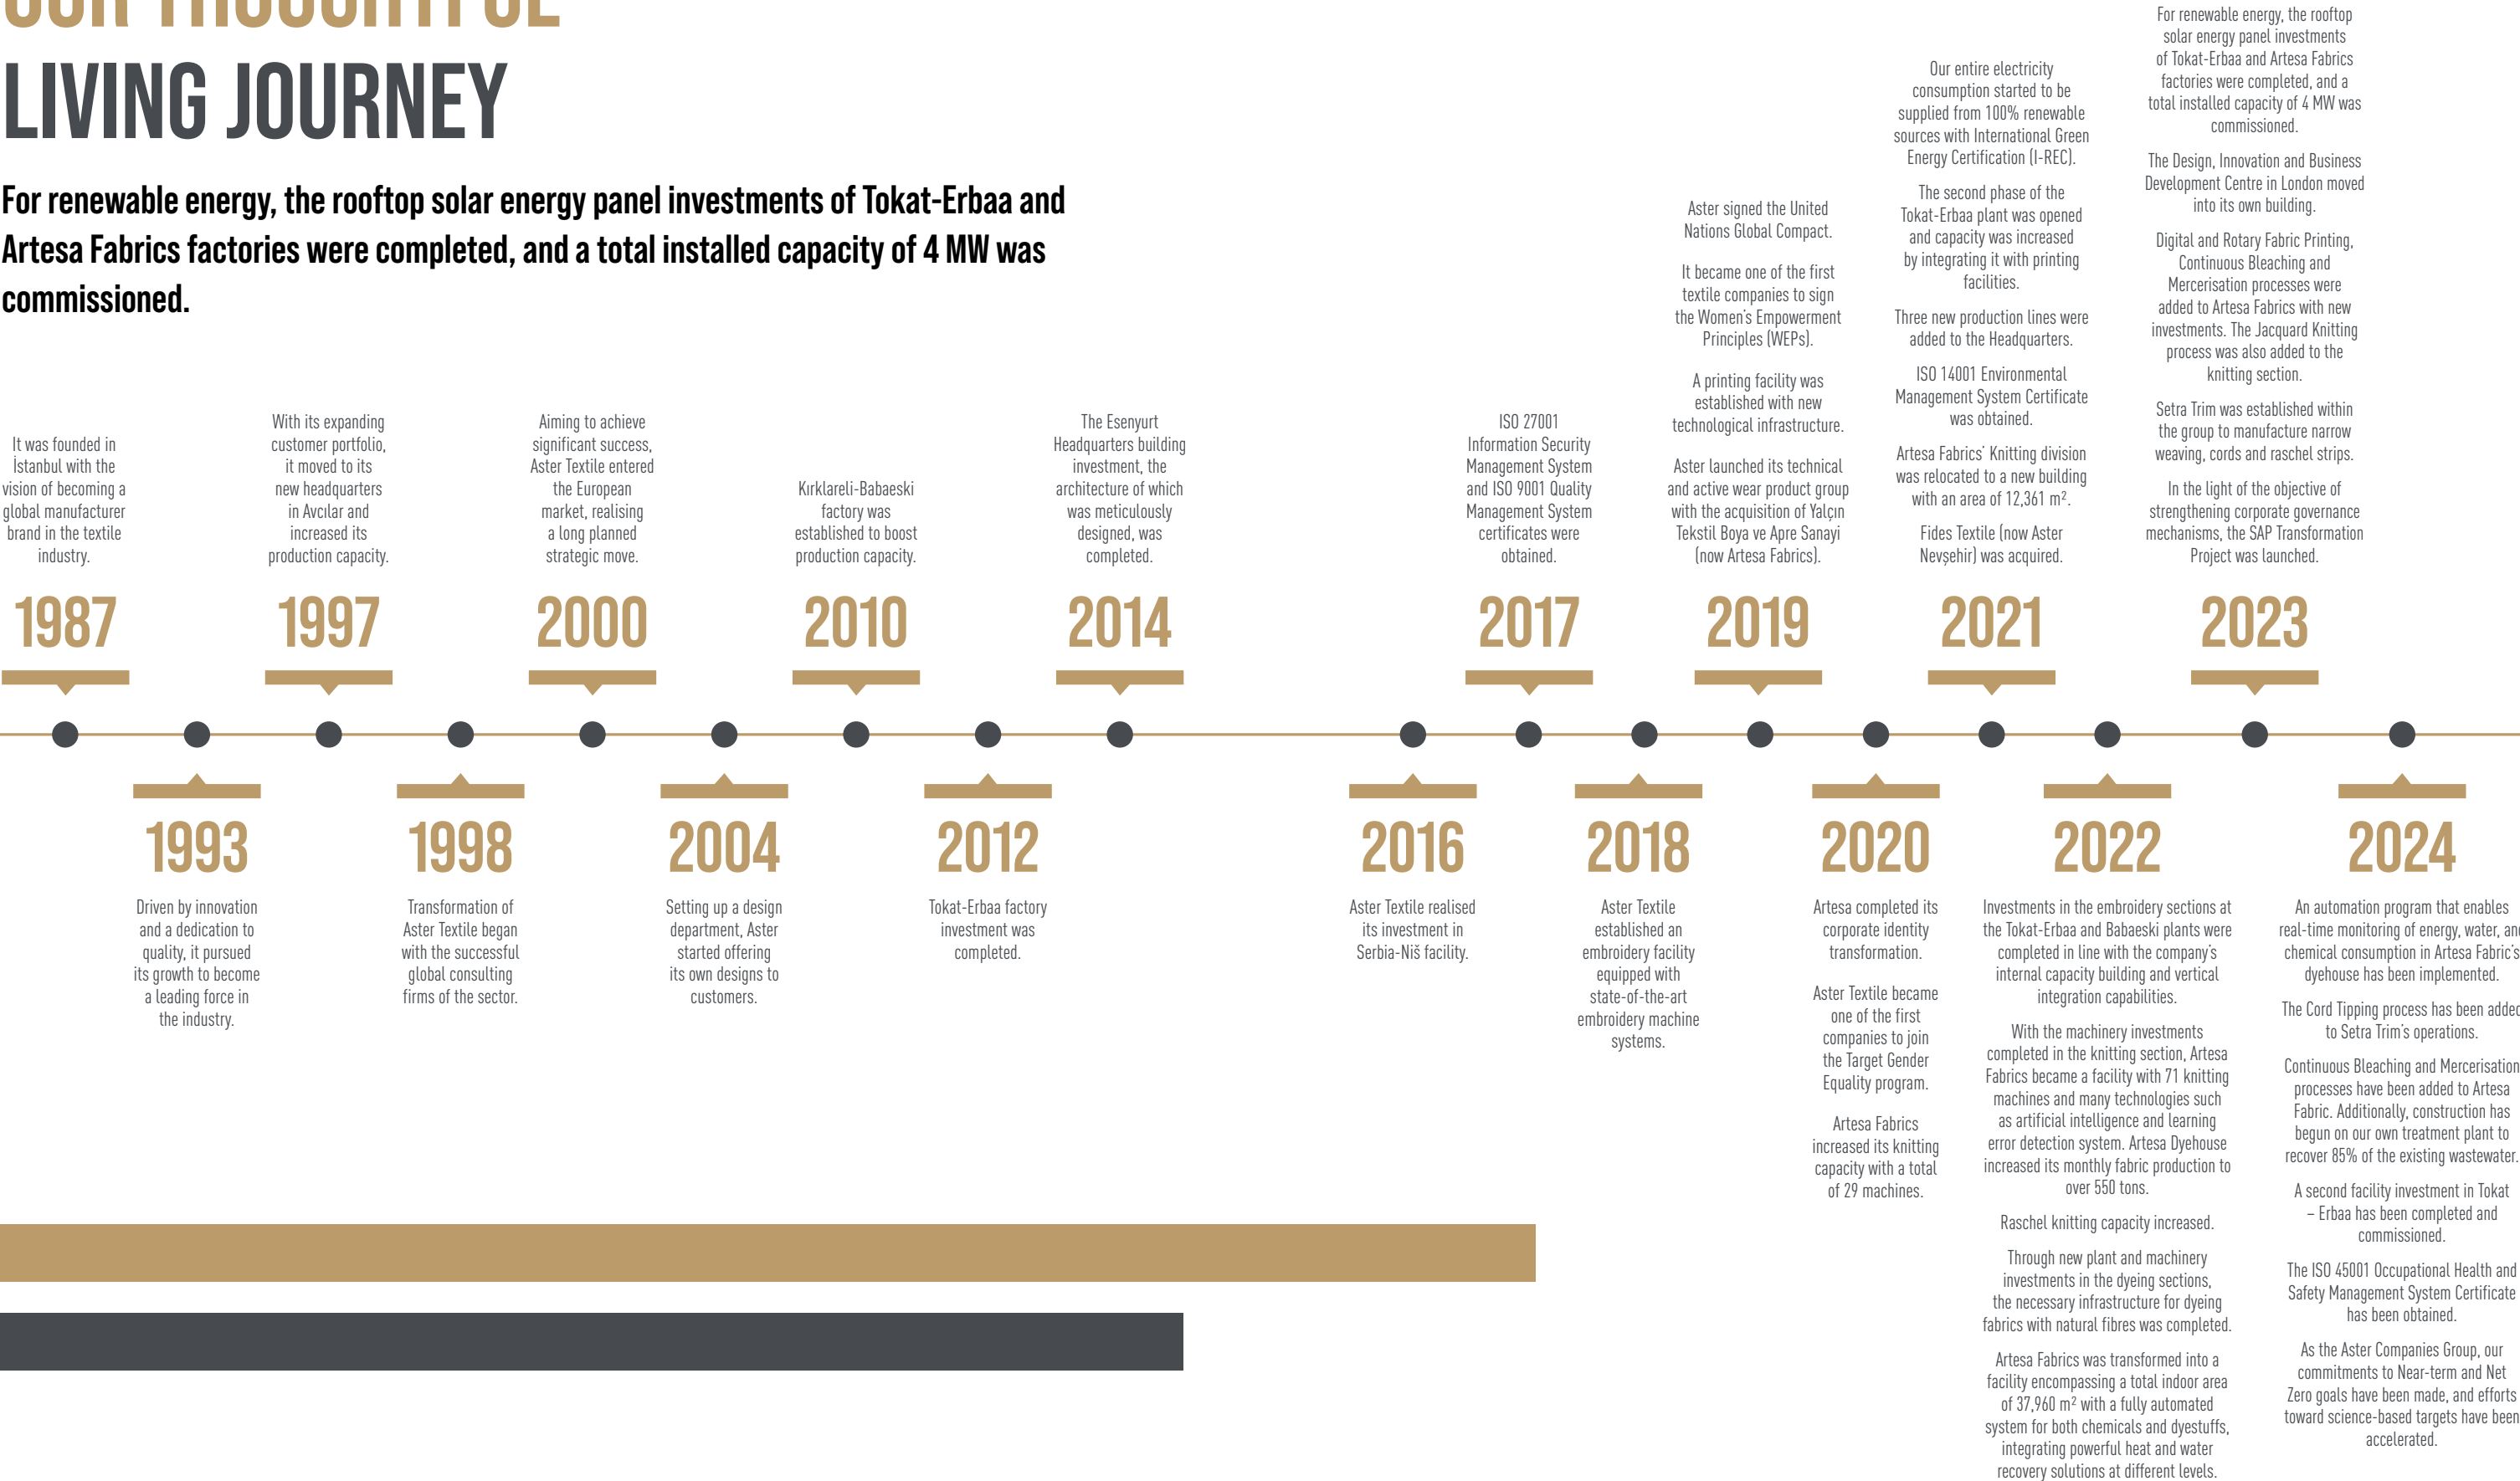 OUR THOUGHTFUL
LIVING JOURNEY
For renewable energy, the rooftop solar energy panel investments of Tokat-Erbaa and
Artesa Fabrics factories were completed, and a total installed capacity of 4 MW was
commissioned.
It was founded in
İstanbul with the
vision of becoming a
global manufacturer
brand in the textile
industry.
1987
1993
Driven by innovation
and a dedication to
quality, it pursued
its growth to become
a leading force in
the industry.
With its expanding
customer portfolio,
it moved to its
new headquarters
in Avcılar and
increased its
production capacity.
1997
1998
Transformation of
Aster Textile began
with the successful
global consulting
firms of the sector.
Aiming to achieve
significant success,
Aster Textile entered
the European
market, realising
a long planned
strategic move.
2000
2004
Setting up a design
department, Aster
started offering
its own designs to
customers.
Kırklareli-Babaeski
factory was
established to boost
production capacity.
2010
2012
Tokat-Erbaa factory
investment was
completed.
The Esenyurt
Headquarters building
investment, the
architecture of which
was meticulously
designed, was
completed.
2014
2016
Aster Textile realised
its investment in
Serbia-Niš facility.
ISO 27001
Information Security
Management System
and ISO 9001 Quality
Management System
certificates were
obtained.
2017
2018
Aster Textile
established an
embroidery facility
equipped with
state-of-the-art
embroidery machine
systems.
Aster signed the United
Nations Global Compact.
It became one of the first
textile companies to sign
the Women's Empowerment
Principles (WEPs).
A printing facility was
established with new
technological infrastructure.
Aster launched its technical
and active wear product group
with the acquisition of Yalçın
Tekstil Boya ve Apre Sanayi
(now Artesa Fabrics).
2019
2020
Artesa completed its
corporate identity
transformation.
Aster Textile became
one of the first
companies to join
the Target Gender
Equality program.
Artesa Fabrics
increased its knitting
capacity with a total
of 29 machines.
Our entire electricity
consumption started to be
supplied from 100% renewable
sources with International Green
Energy Certification (I-REC).
The second phase of the
Tokat-Erbaa plant was opened
and capacity was increased
by integrating it with printing
facilities.
Three new production lines were
added to the Headquarters.
ISO 14001 Environmental
Management System Certificate
was obtained.
Artesa Fabrics' Knitting division
was relocated to a new building
with an area of 12,361 m².
Fides Textile (now Aster
Nevşehir) was acquired.
2021
2022
Investments in the embroidery sections at
the Tokat-Erbaa and Babaeski plants were
completed in line with the company's
internal capacity building and vertical
integration capabilities.
With the machinery investments
completed in the knitting section, Artesa
Fabrics became a facility with 71 knitting
machines and many technologies such
as artificial intelligence and learning
error detection system. Artesa Dyehouse
increased its monthly fabric production to
over 550 tons.
Raschel knitting capacity increased.
Through new plant and machinery
investments in the dyeing sections,
the necessary infrastructure for dyeing
fabrics with natural fibres was completed.
Artesa Fabrics was transformed into a
facility encompassing a total indoor area
of 37,960 m² with a fully automated
system for both chemicals and dyestuffs,
integrating powerful heat and water
recovery solutions at different levels.
For renewable energy, the rooftop
solar energy panel investments
of Tokat-Erbaa and Artesa Fabrics
factories were completed, and a
total installed capacity of 4 MW was
commissioned.
The Design, Innovation and Business
Development Centre in London moved
into its own building.
Digital and Rotary Fabric Printing,
Continuous Bleaching and
Mercerisation processes were
added to Artesa Fabrics with new
investments. The Jacquard Knitting
process was also added to the
knitting section.
Setra Trim was established within
the group to manufacture narrow
weaving, cords and raschel strips.
In the light of the objective of
strengthening corporate governance
mechanisms, the SAP Transformation
Project was launched.
2023
2024
An automation program that enables
real-time monitoring of energy, water, and
chemical consumption in Artesa Fabric's
dyehouse has been implemented.
The Cord Tipping process has been added
to Setra Trim's operations.
Continuous Bleaching and Mercerisation
processes have been added to Artesa
Fabric. Additionally, construction has
begun on our own treatment plant to
recover 85% of the existing wastewater.
A second facility investment in Tokat
– Erbaa has been completed and
commissioned.
The ISO 45001 Occupational Health and
Safety Management System Certificate
has been obtained.
As the Aster Companies Group, our
commitments to Near-term and Net
Zero goals have been made, and efforts
toward science-based targets have been
accelerated.